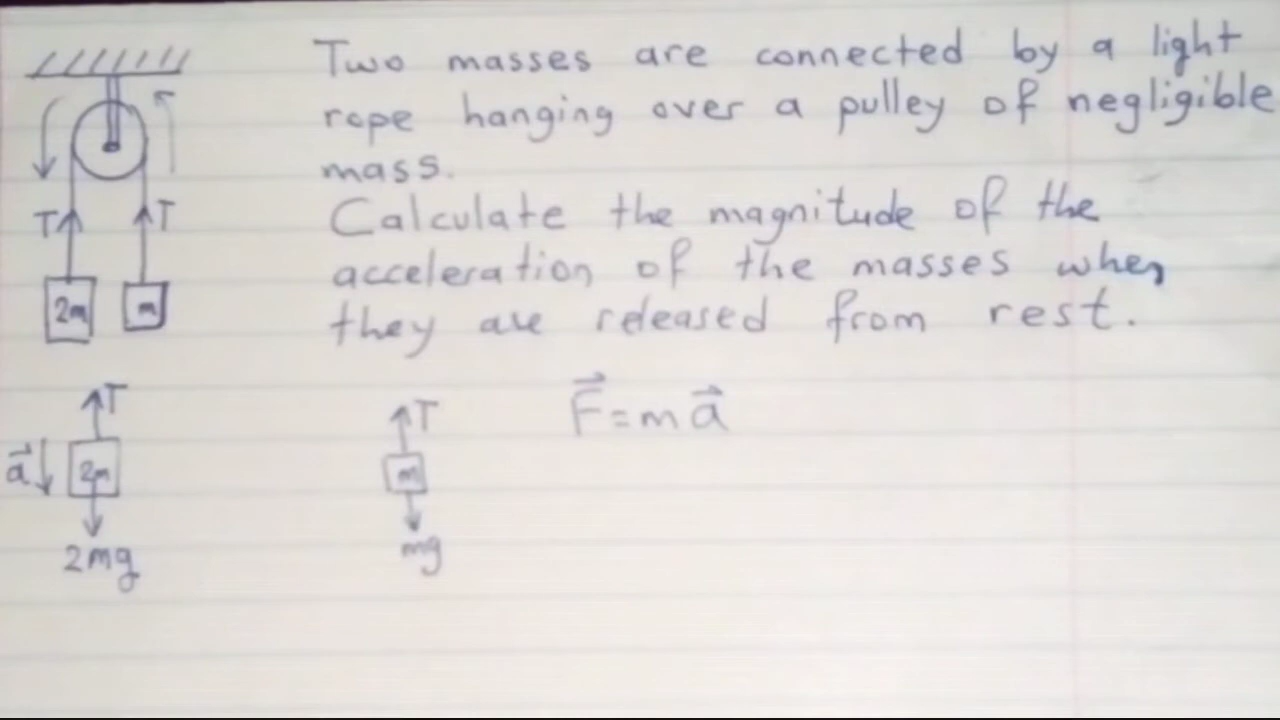 Two masses are connected by a light
rope hanging over a pulley of negligible
mass.
Calculate the magnitude of the
acceleration of the masses when
they are released from rest.
T T
2m m
T
a⃗ 2m
2mg
T
m
mg
F⃗ = m a⃗